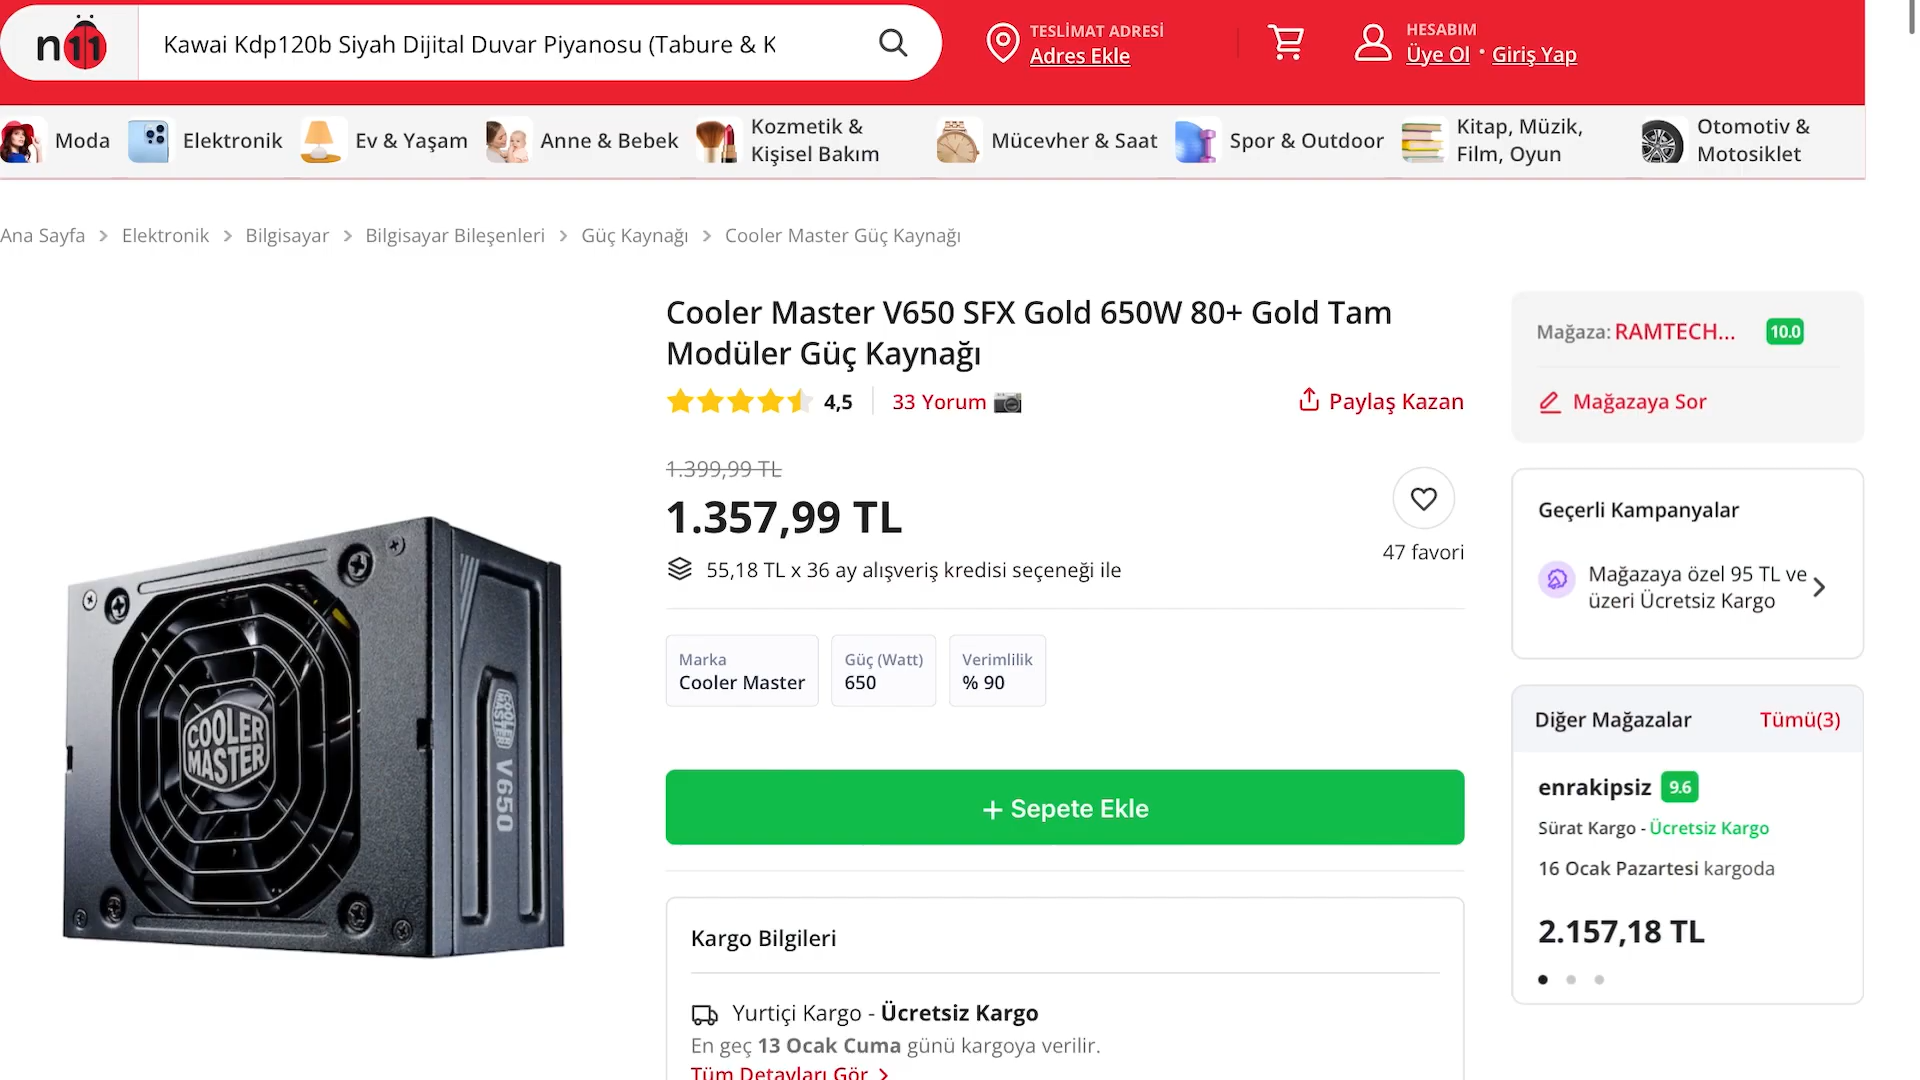 n11
Kawai Kdp120b Siyah Dijital Duvar Piyanosu (Tabure & K
TESLİMAT ADRESİ
Adres Ekle
HESABIM
Üye Ol • Giriş Yap
Moda
Elektronik
Ev & Yaşam
Anne & Bebek
Kozmetik &
Kişisel Bakım
Mücevher & Saat
Spor & Outdoor
Kitap, Müzik,
Film, Oyun
Otomotiv &
Motosiklet
Ana Sayfa > Elektronik > Bilgisayar > Bilgisayar Bileşenleri > Güç Kaynağı > Cooler Master Güç Kaynağı
COOLER
MASTER
COOLER
MASTER
V650
Cooler Master V650 SFX Gold 650W 80+ Gold Tam
Modüler Güç Kaynağı
4,5
33 Yorum
Paylaş Kazan
1.399,99 TL
1.357,99 TL
55,18 TL x 36 ay alışveriş kredisi seçeneği ile
47 favori
Marka
Cooler Master
Güç (Watt)
650
Verimlilik
% 90
+ Sepete Ekle
Kargo Bilgileri
Yurtiçi Kargo - Ücretsiz Kargo
En geç 13 Ocak Cuma günü kargoya verilir.
Tüm Detayları Gör >
Mağaza: RAMTECH... 10.0
Mağazaya Sor
Geçerli Kampanyalar
Mağazaya özel 95 TL ve
üzeri Ücretsiz Kargo
Diğer Mağazalar
Tümü(3)
enrakipsiz 9.6
Sürat Kargo - Ücretsiz Kargo
16 Ocak Pazartesi kargoda
2.157,18 TL